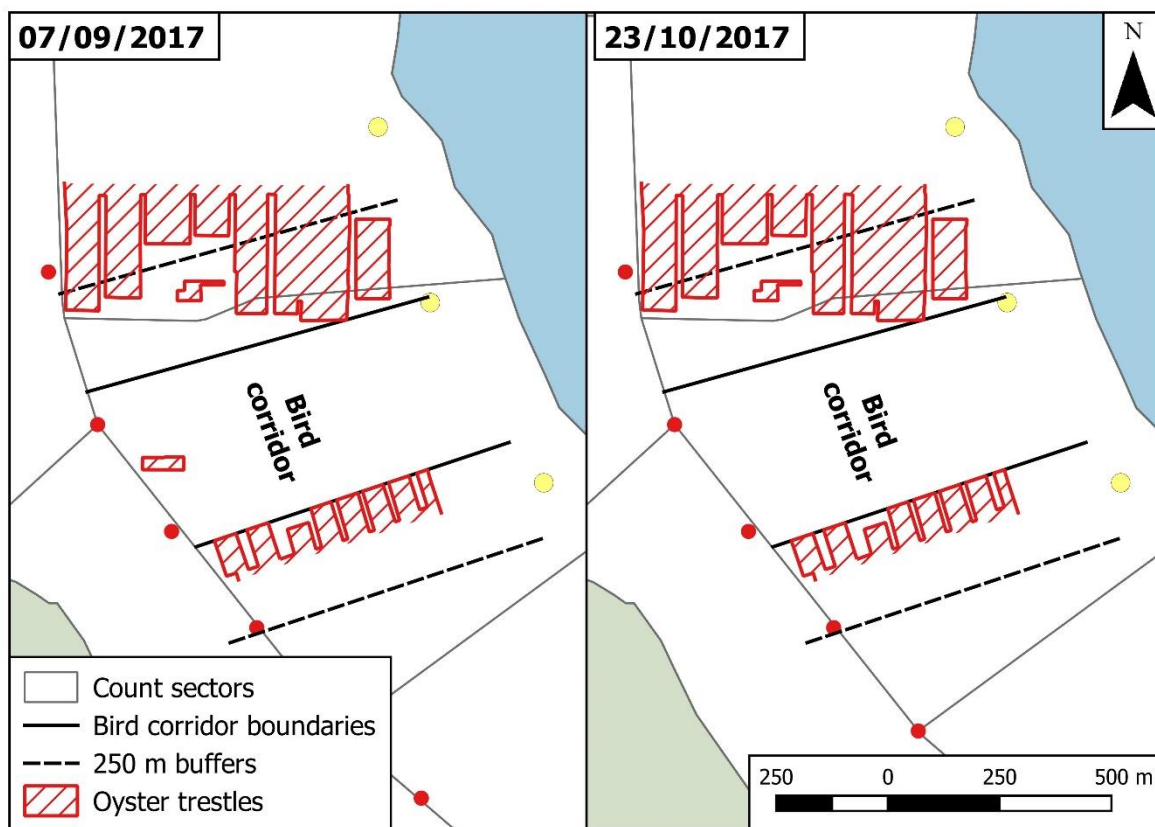 07/09/2017
23/10/2017
N
Bird
corridor
Bird
corridor
Count sectors
Bird corridor boundaries
250 m buffers
Oyster trestles
250 0 250 500 m